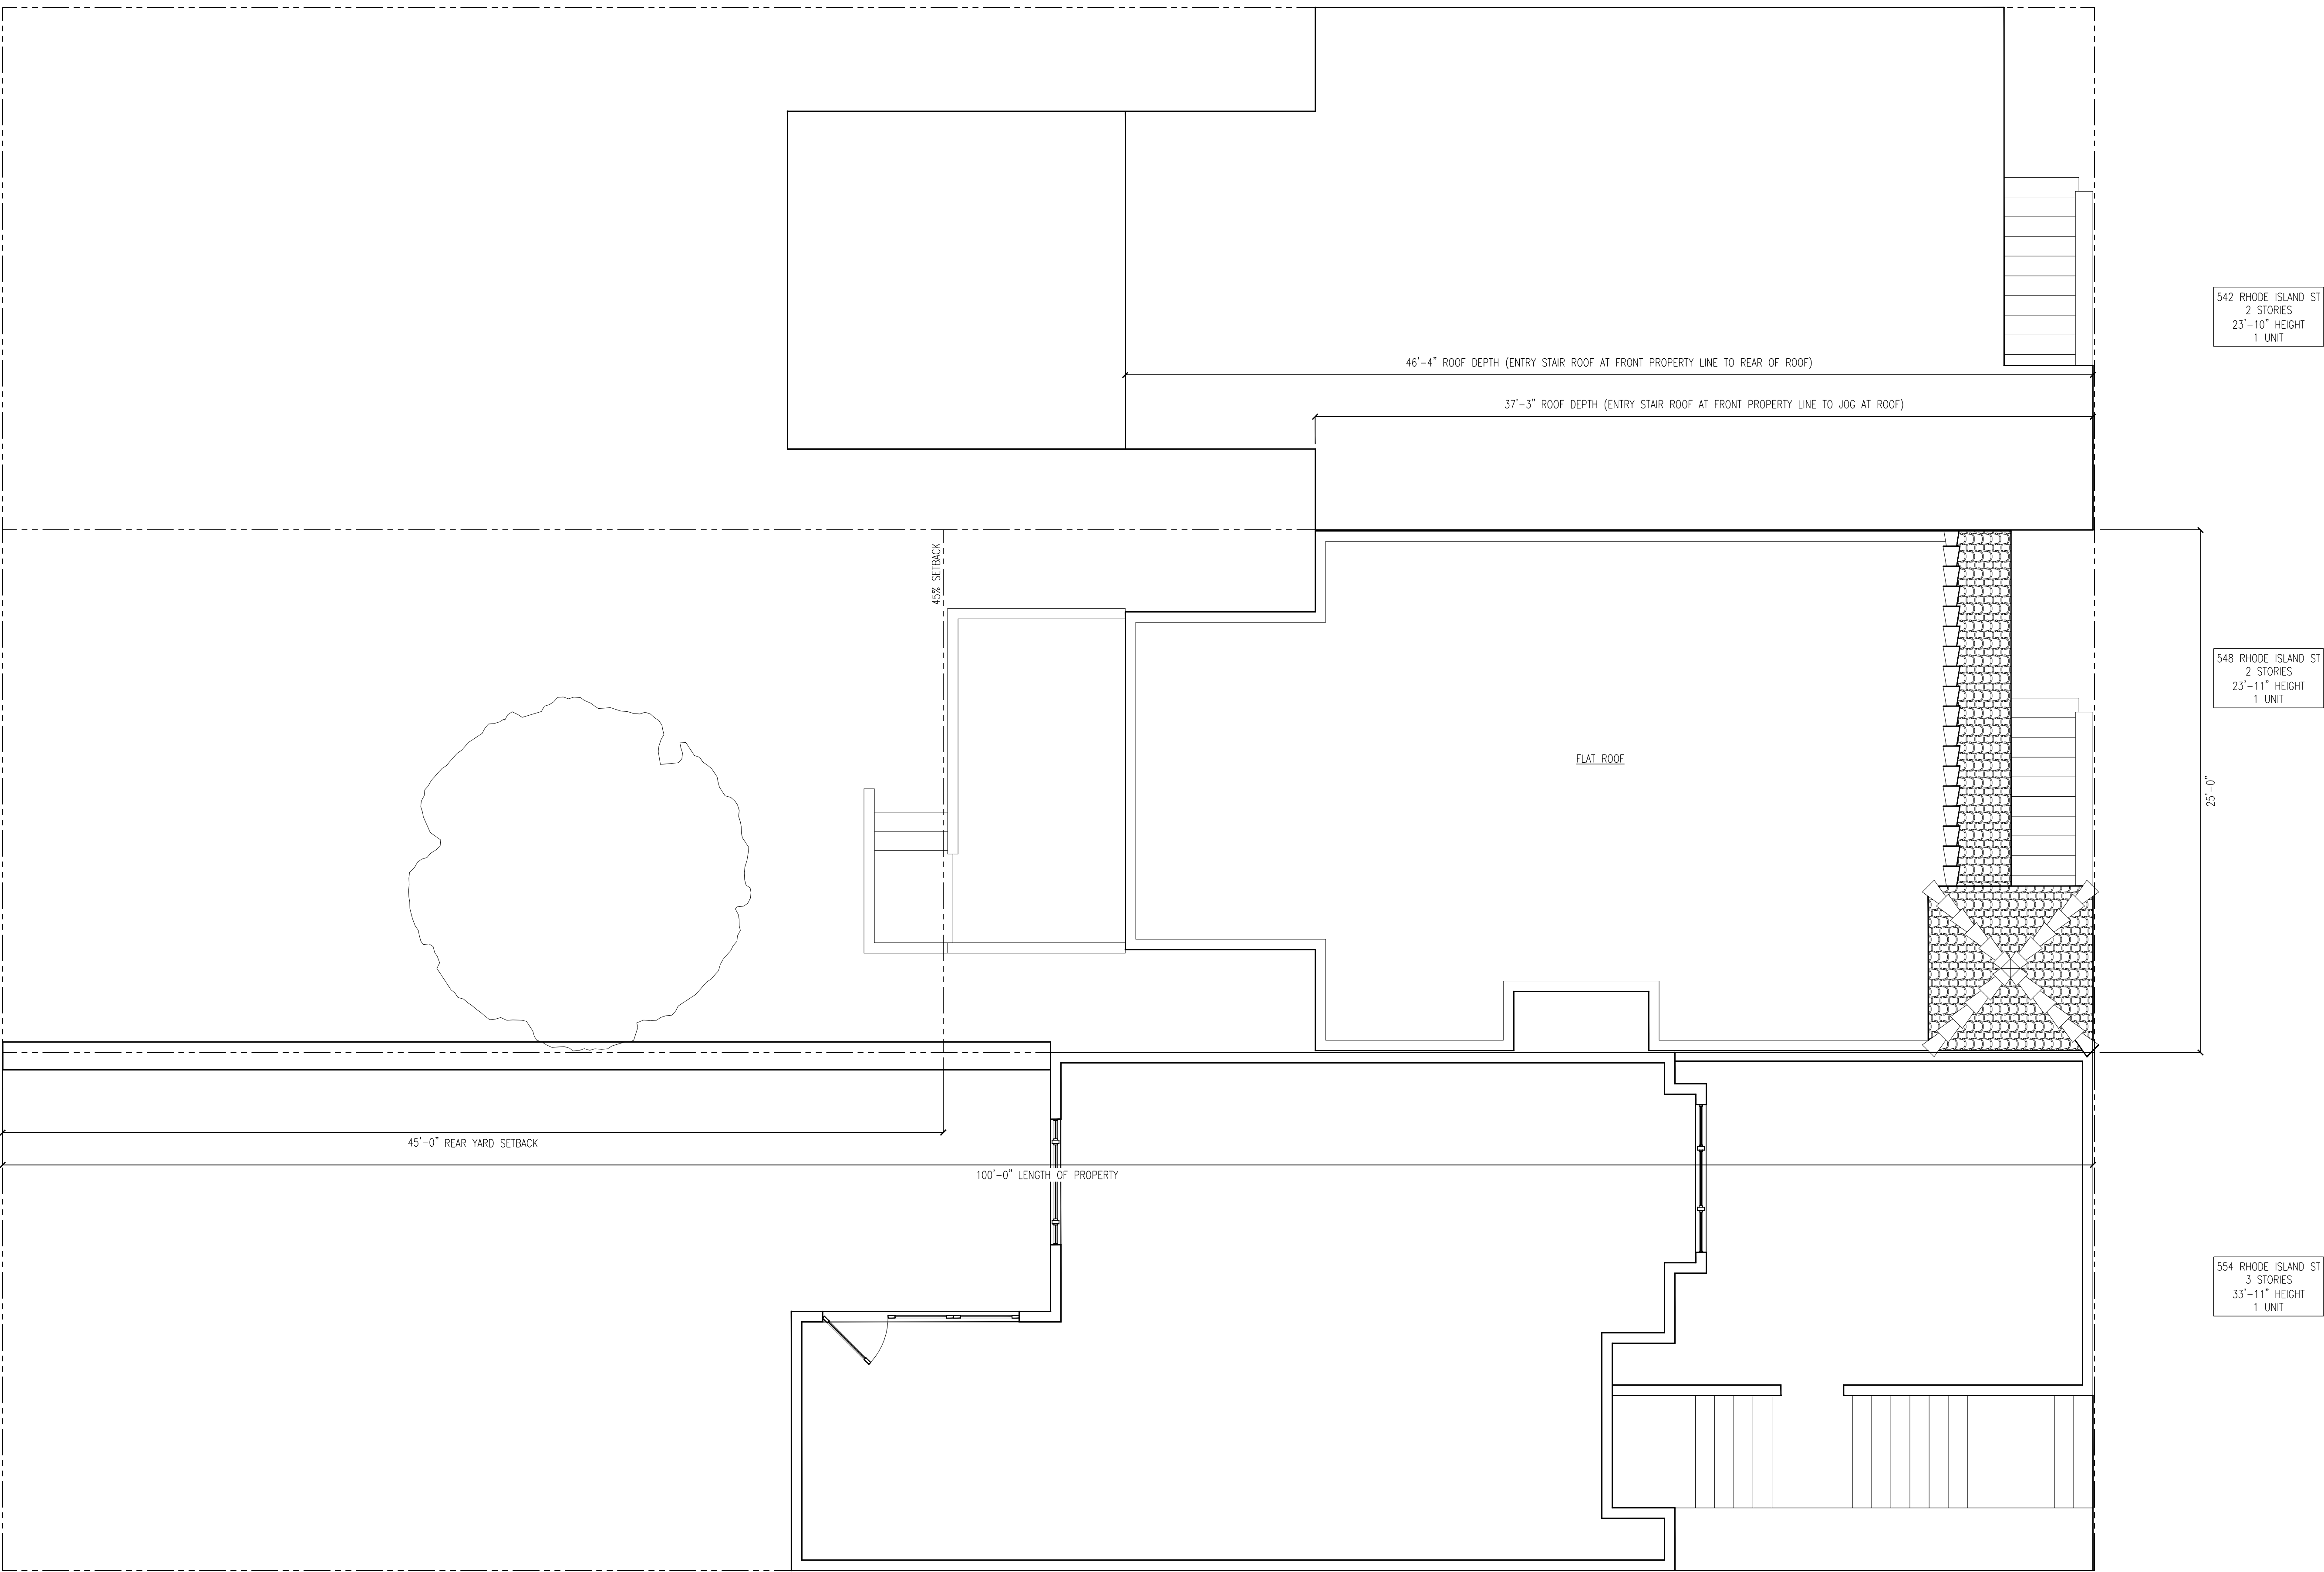 542 RHODE ISLAND ST
2 STORIES
23'-10" HEIGHT
1 UNIT
46'-4" ROOF DEPTH (ENTRY STAIR ROOF AT FRONT PROPERTY LINE TO REAR OF ROOF)
37'-3" ROOF DEPTH (ENTRY STAIR ROOF AT FRONT PROPERTY LINE TO JOG AT ROOF)
45% SETBACK
548 RHODE ISLAND ST
2 STORIES
23'-11" HEIGHT
1 UNIT
FLAT ROOF
25'-0"
45'-0" REAR YARD SETBACK
100'-0" LENGTH OF PROPERTY
554 RHODE ISLAND ST
3 STORIES
33'-11" HEIGHT
1 UNIT